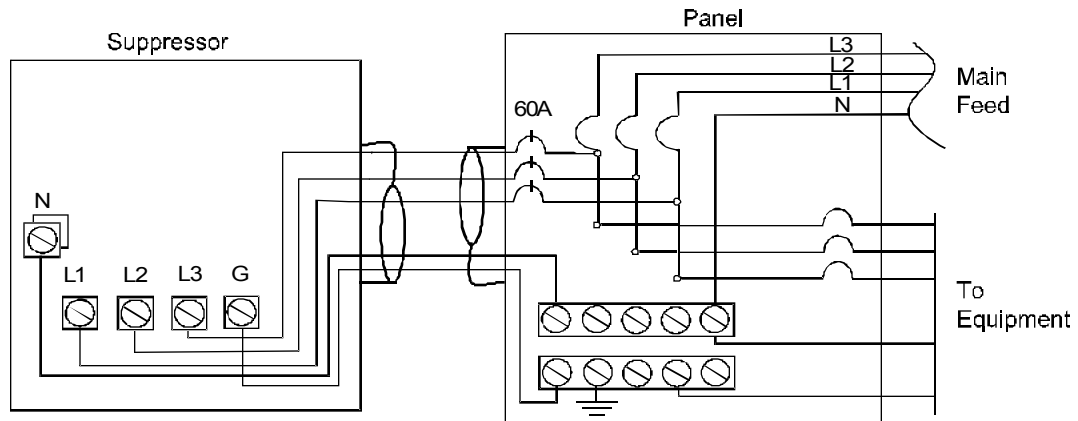 Panel
Suppressor
L3
L2
L1
N
Main
Feed
60A
N
L1 L2 L3 G
To
Equipment